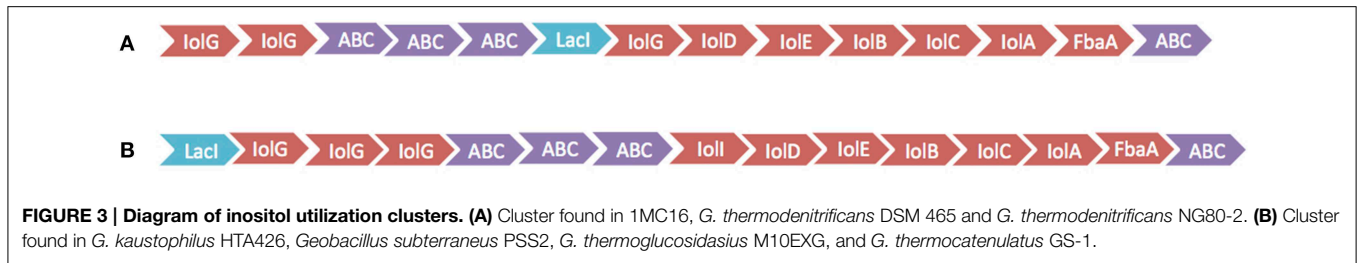 A IolG IolG ABC ABC ABC LacI IolG IolD IolE IolB IolC IolA FbaA ABC
B LacI IolG IolG IolG ABC ABC ABC IolI IolD IolE IolB IolC IolA FbaA ABC
FIGURE 3 | Diagram of inositol utilization clusters. (A) Cluster found in 1MC16, G. thermodenitrificans DSM 465 and G. thermodenitrificans NG80-2. (B) Cluster
found in G. kaustophilus HTA426, Geobacillus subterraneus PSS2, G. thermoglucosidasius M10EXG, and G. thermocatenulatus GS-1.